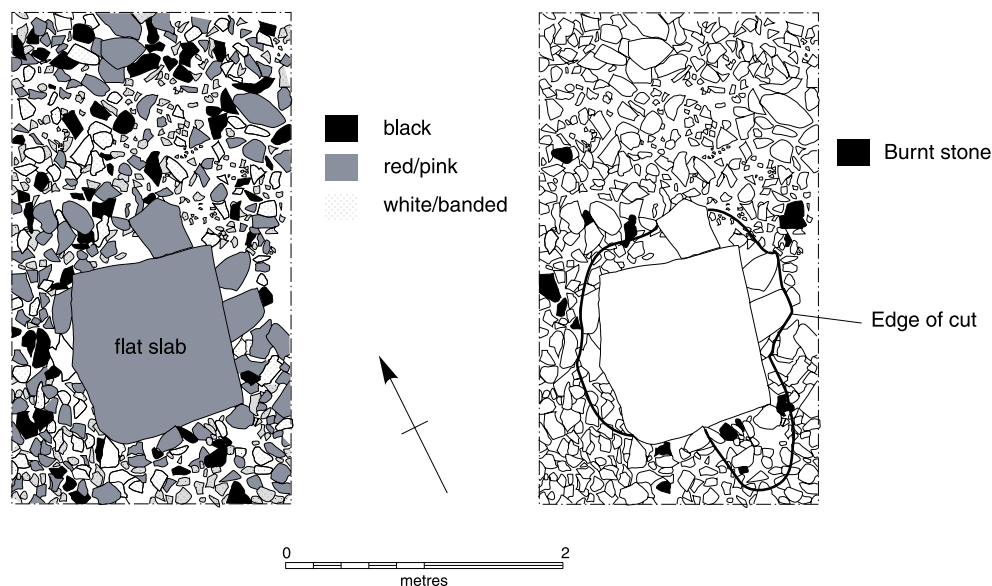 black
red/pink
white/banded
flat slab
Burnt stone
Edge of cut
0 2
metres